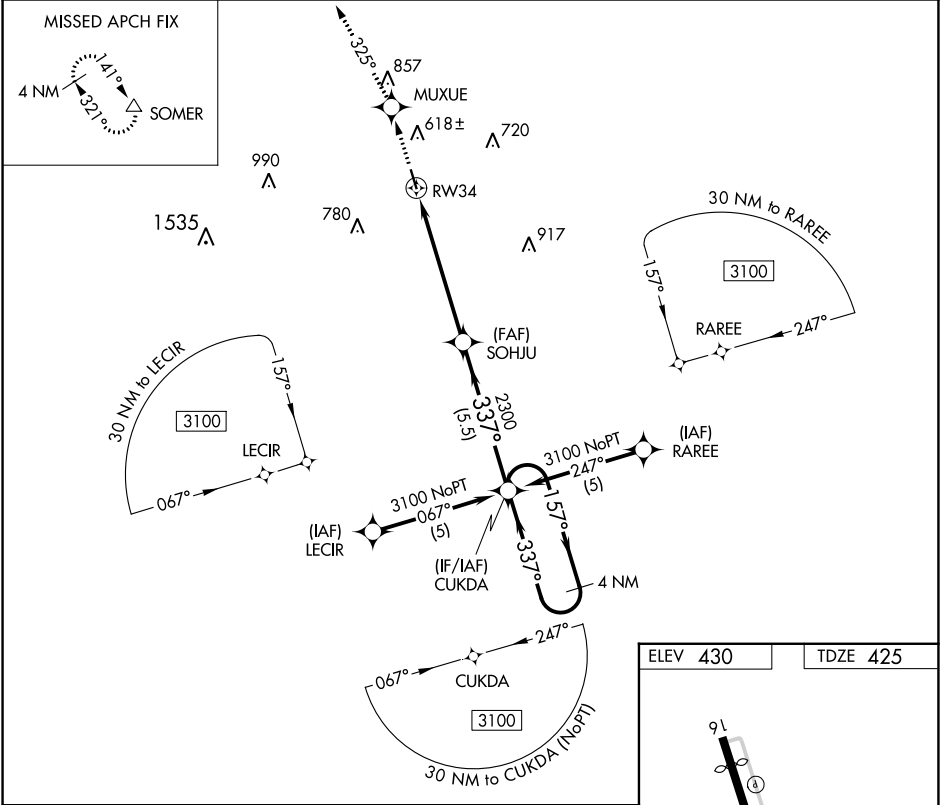 MISSED APCH FIX
4 NM
141°
321°
SOMER
325°
857
MUXUE
618±
720
990
RW34
1535
780
917
30 NM to RAREE
3100
157°
RAREE
247°
(FAF)
SOHJU
30 NM to LECIR
3100
157°
LECIR
067°
2300
337°
(5.5)
(IAF)
RAREE
3100 NoPT
247°
(5)
3100 NoPT
067°
(5)
(IAF)
LECIR
(IF/IAF)
CUKDA
157°
337°
4 NM
067°
247°
CUKDA
3100
30 NM to CUKDA (NoPT)
ELEV 430
TDZE 425
16
P